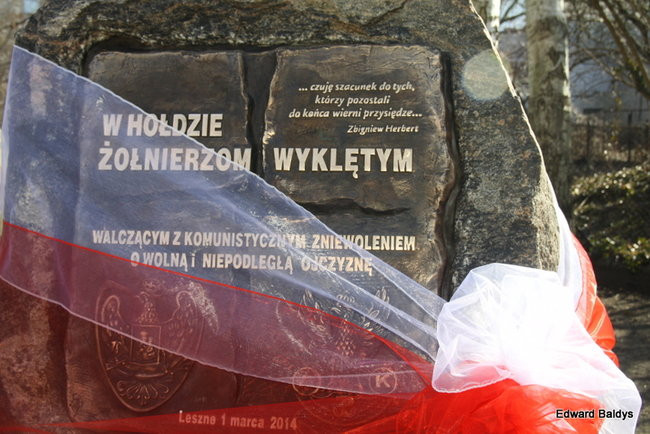 ... czuję szacunek do tych,
którzy pozostali
do końca wierni przysiędze...
Zbigniew Herbert
W HOŁDZIE
ŻOŁNIERZOM WYKLĘTYM
WALCZĄCYM Z KOMUNISTYCZNYM ZNIEWOLENIEM
O WOLNĄ i NIEPODLEGŁĄ OJCZYZNĘ
K
Leszne 1 marca 2014
Edward Baldys